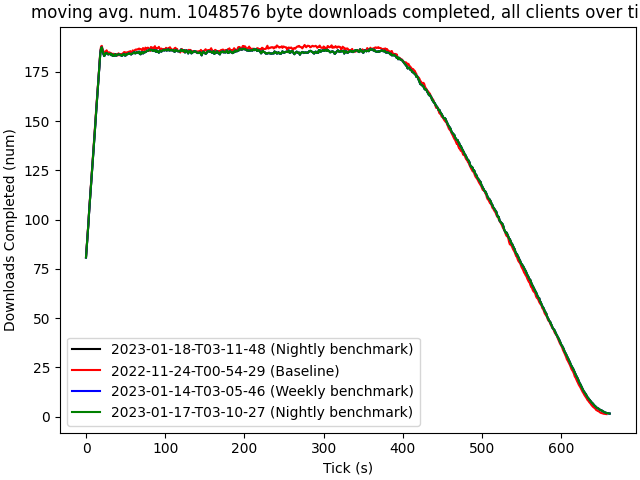 moving avg. num. 1048576 byte downloads completed, all clients over ti
Downloads Completed (num)
175
150
125
100
75
50
25
0
2023-01-18-T03-11-48 (Nightly benchmark)
2022-11-24-T00-54-29 (Baseline)
2023-01-14-T03-05-46 (Weekly benchmark)
2023-01-17-T03-10-27 (Nightly benchmark)
0 100 200 300 400 500 600
Tick (s)